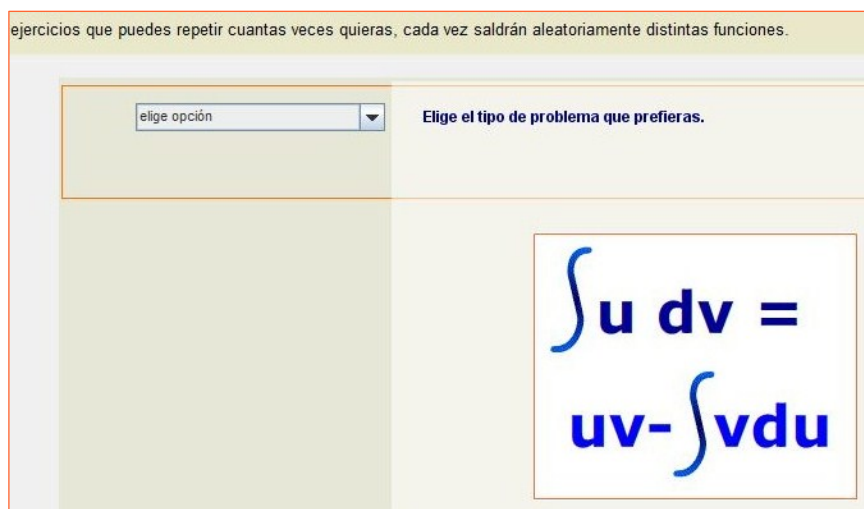 ejercicios que puedes repetir cuantas veces quieras, cada vez saldrán aleatoriamente distintas funciones.
elige opción
Elige el tipo de problema que prefieras.
∫u dv =
uv-∫vdu